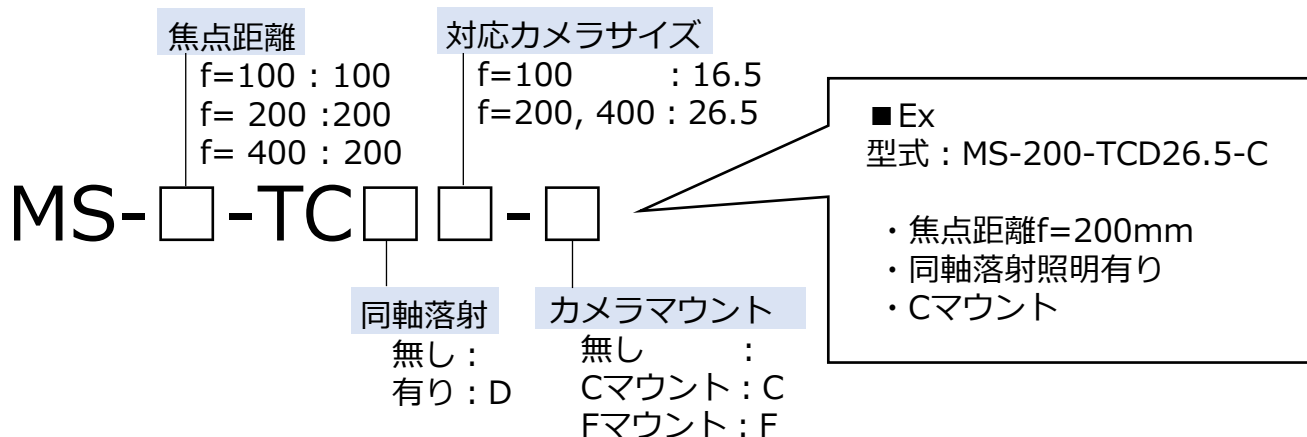 焦点距離
f=100 : 100
f= 200 :200
f= 400 : 200
対応カメラサイズ
f=100 : 16.5
f=200, 400 : 26.5
MS-□-TC□□-□
同軸落射
無し :
有り : D
カメラマウント
無し :
Cマウント : C
Fマウント : F
■Ex
型式 : MS-200-TCD26.5-C
・焦点距離f=200mm
・同軸落射照明有り
・Cマウント